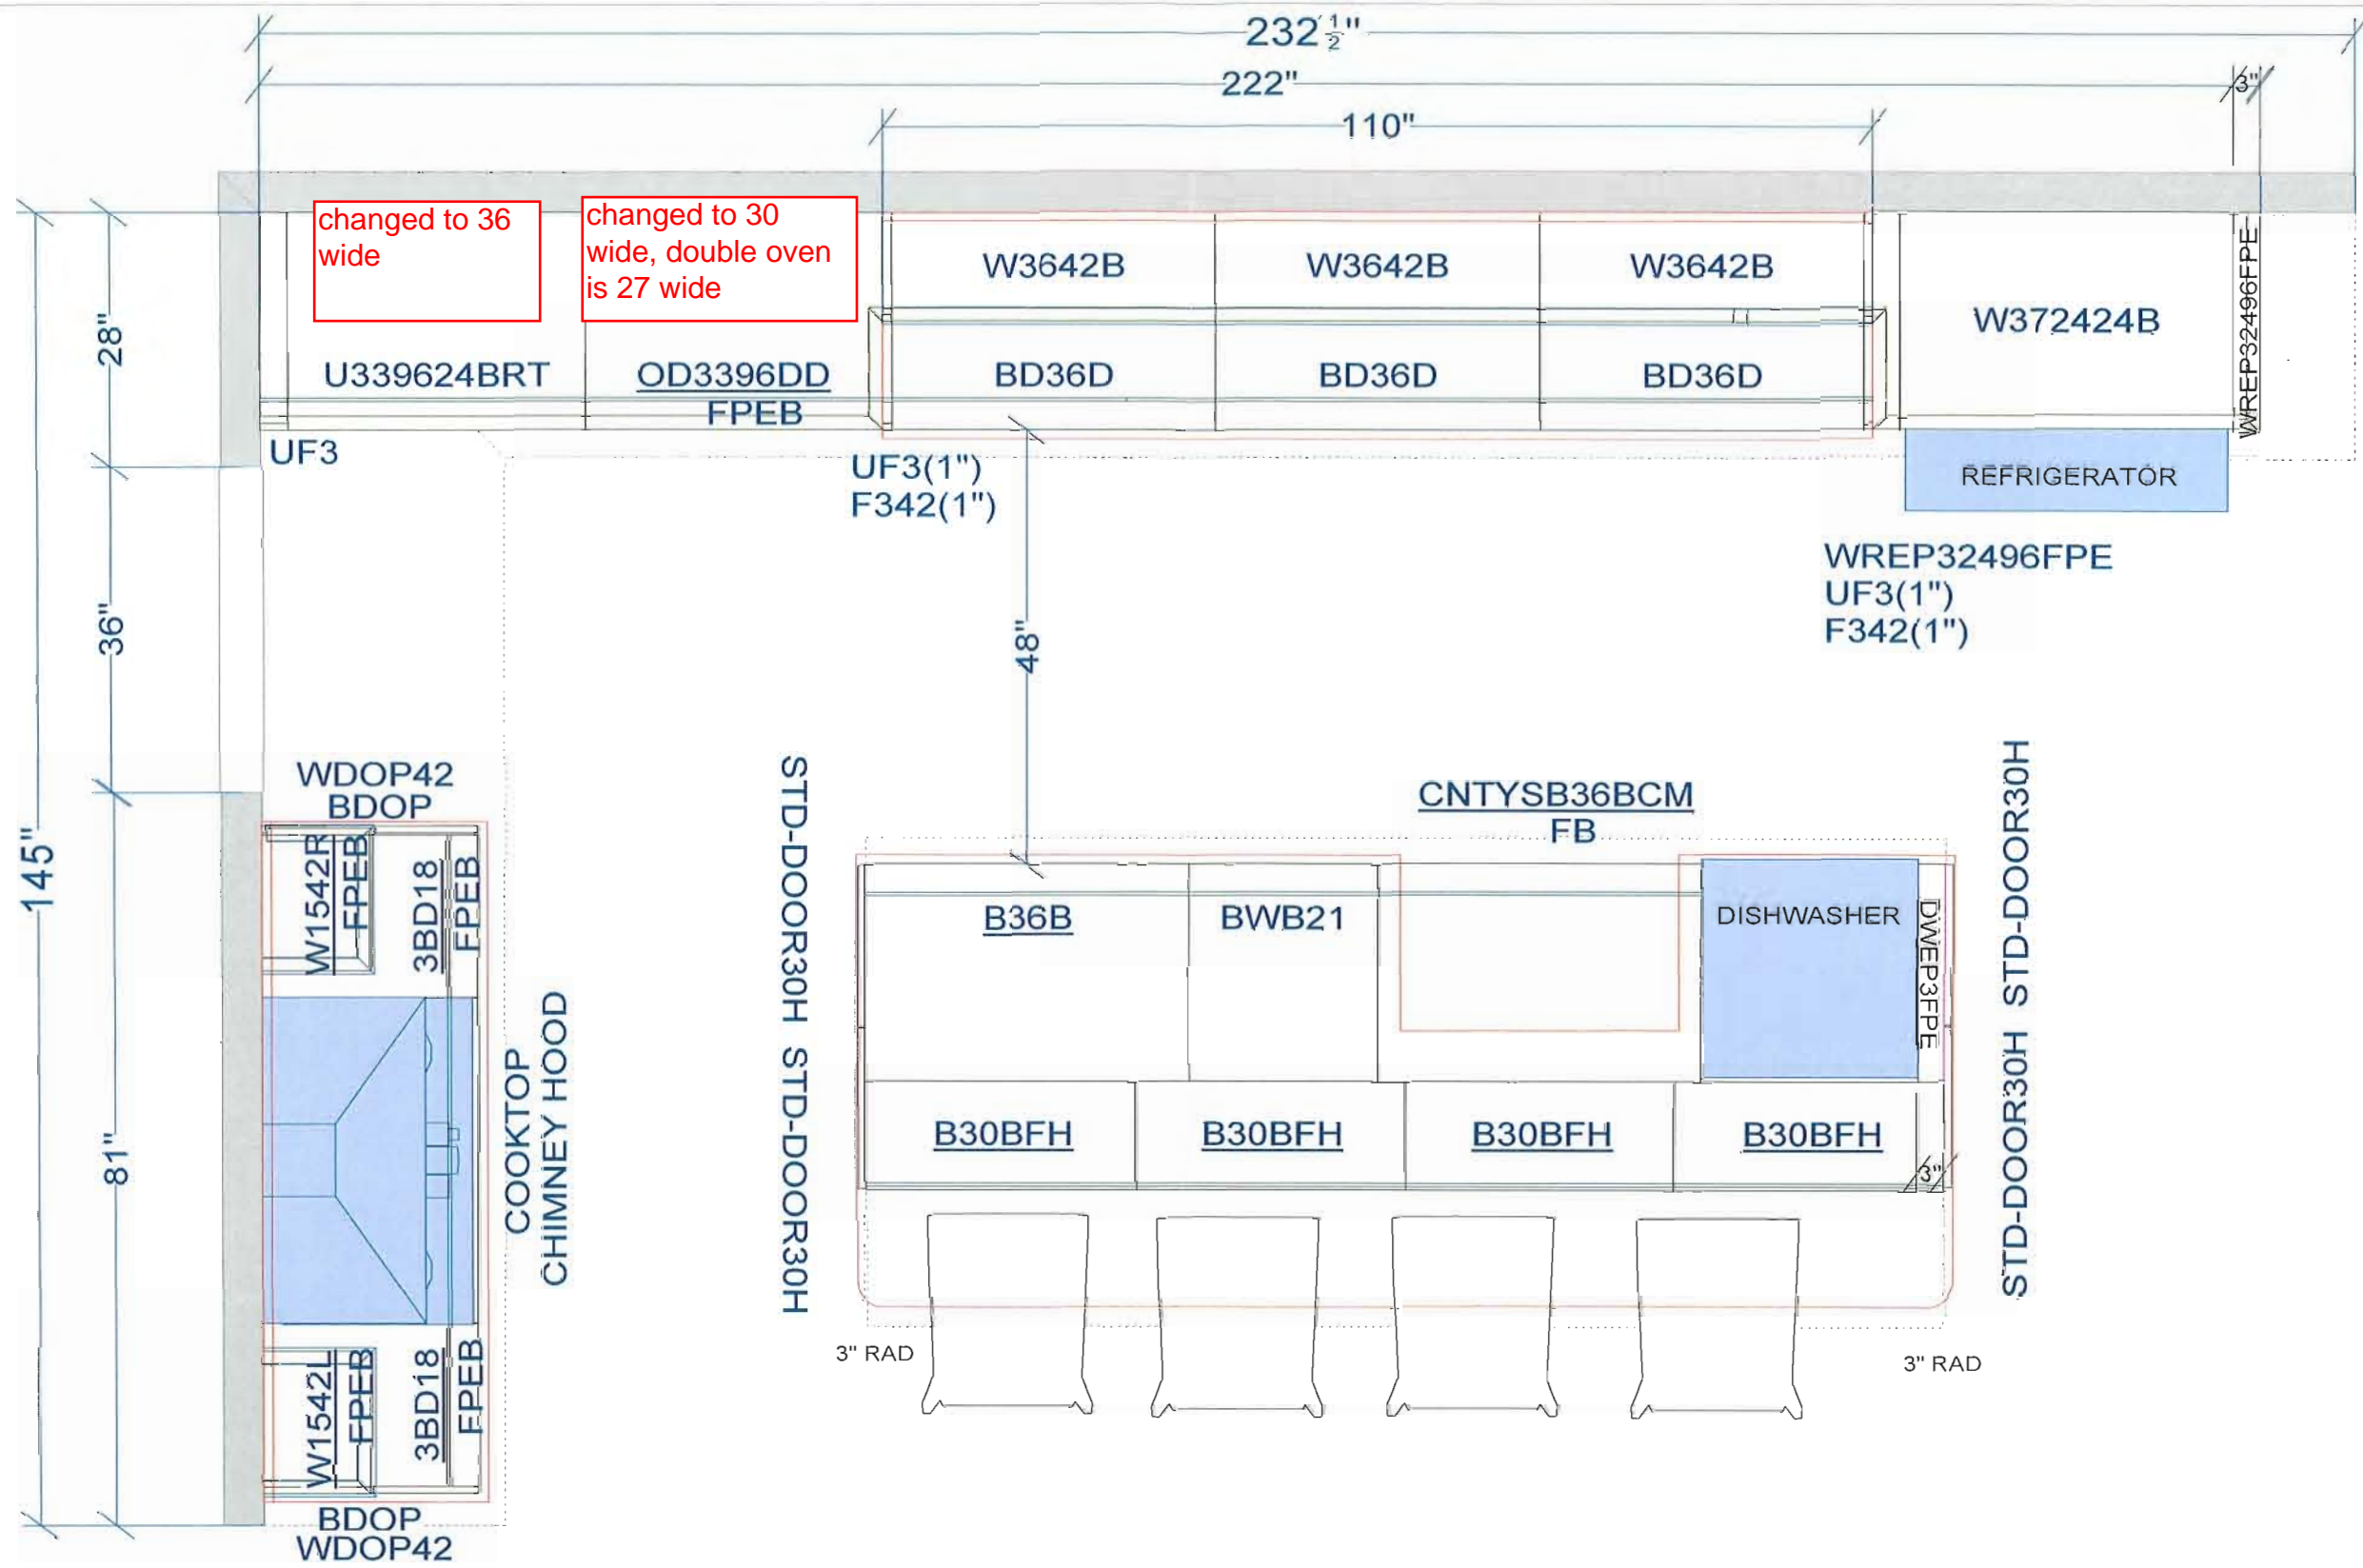 232 1/2"
222"
3"
110"
changed to 36
wide
changed to 30
wide, double oven
is 27 wide
W3642B
W3642B
W3642B
W372424B
WREP32496FPE
28"
U339624BRT
OD3396DD
FPEB
BD36D
BD36D
BD36D
UF3
UF3(1")
F342(1")
REFRIGERATOR
WREP32496FPE
UF3(1")
F342(1")
36"
48"
145"
WDOP42
BDOP
W1542R
FPEB
3BD18
FPEB
STD-DOOR30H STD-DOOR30H
CNTYSB36BCM
FB
STD-DOOR30H STD-DOOR30H
B36B
BWB21
DISHWASHER
DWEP3FPE
COOKTOP
CHIMNEY HOOD
81"
B30BFH
B30BFH
B30BFH
B30BFH
3"
W1542L
FPEB
3BD18
FPEB
3" RAD
3" RAD
BDOP
WDOP42